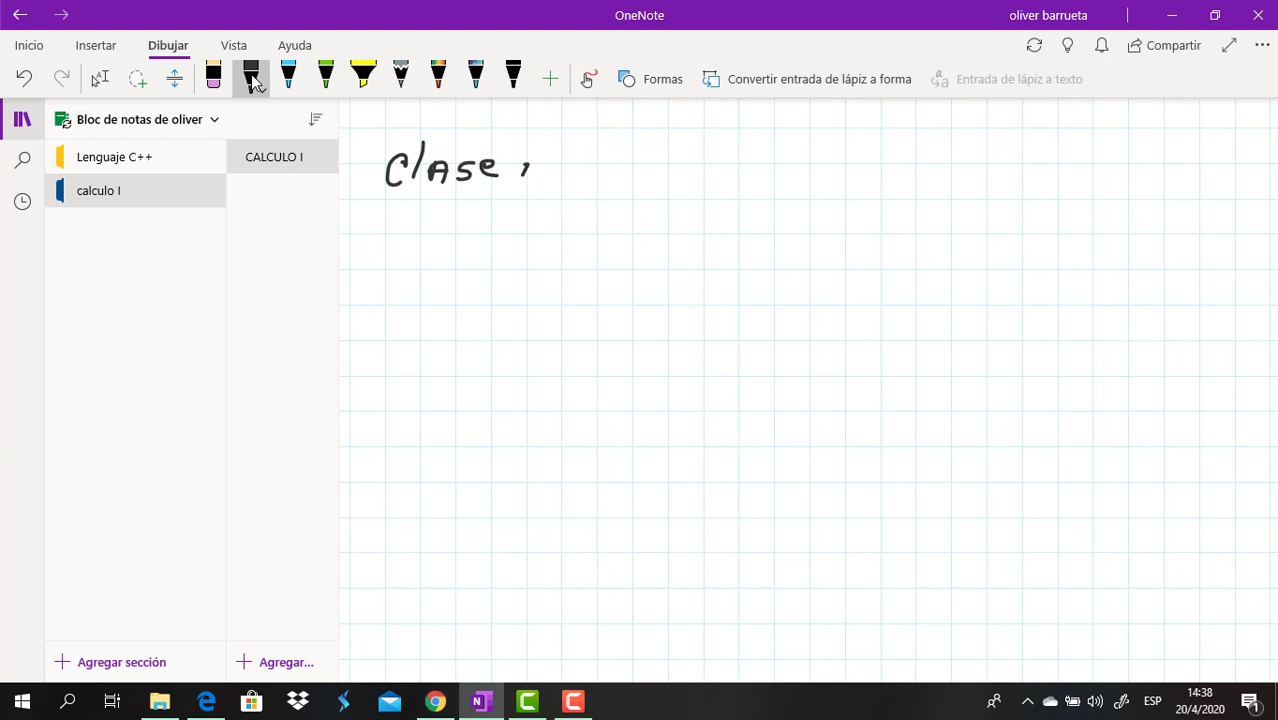 OneNote
oliver barrueta
Inicio Insertar Dibujar Vista Ayuda
Compartir
Formas
Convertir entrada de lápiz a forma
Entrada de lápiz a texto
Bloc de notas de oliver
Lenguaje C++
CALCULO I
calculo I
Clase
Agregar sección
Agregar...
ESP
14:38
20/4/2020